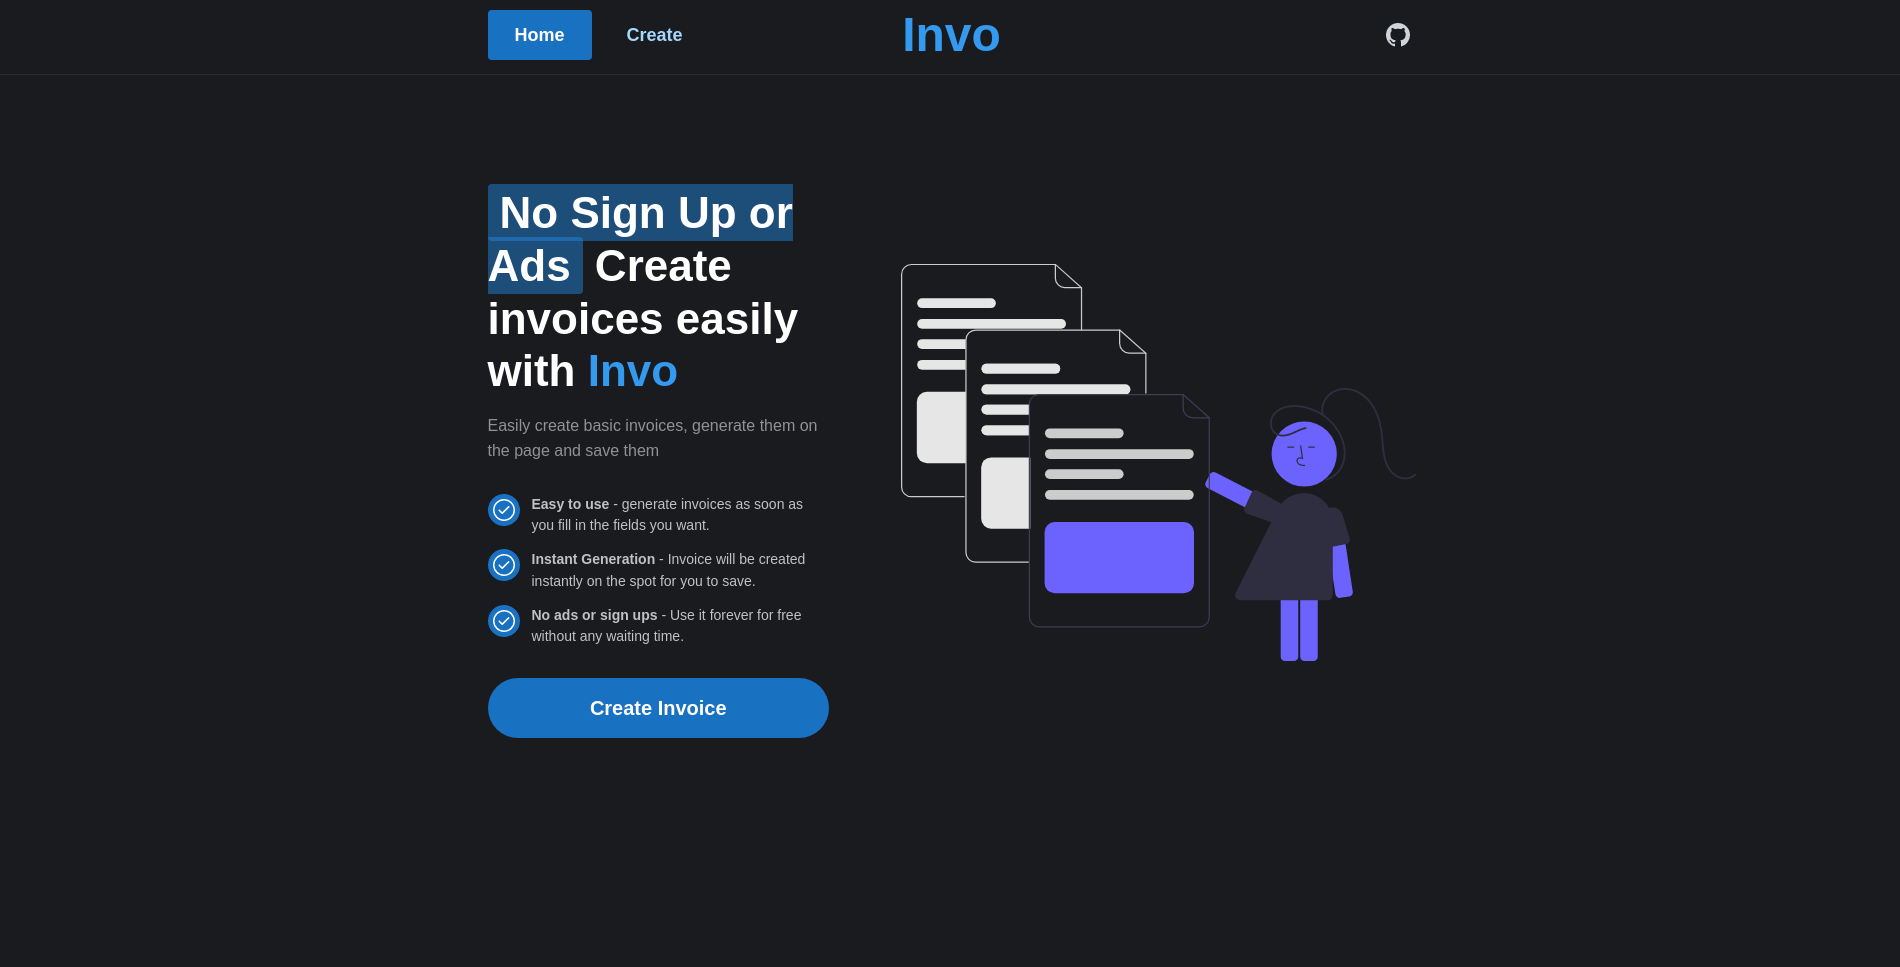 Home
Create
Invo
No Sign Up or
Ads Create
invoices easily
with Invo
Easily create basic invoices, generate them on
the page and save them
Easy to use - generate invoices as soon as
you fill in the fields you want.
Instant Generation - Invoice will be created
instantly on the spot for you to save.
No ads or sign ups - Use it forever for free
without any waiting time.
Create Invoice